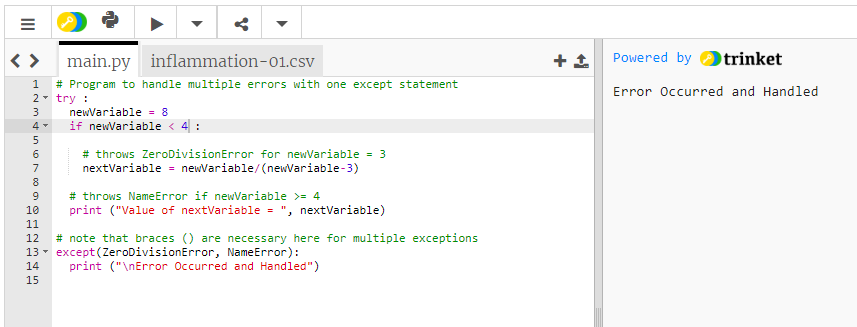 main.py inflammation-01.csv
1 # Program to handle multiple errors with one except statement
2 try :
3 newVariable = 8
4 if newVariable < 4 :
5
6 # throws ZeroDivisionError for newVariable = 3
7 nextVariable = newVariable/(newVariable-3)
8
9 # throws NameError if newVariable >= 4
10 print ("Value of nextVariable = ", nextVariable)
11
12 # note that braces () are necessary here for multiple exceptions
13 except(ZeroDivisionError, NameError):
14 print ("\nError Occurred and Handled")
15
Powered by trinket
Error Occurred and Handled